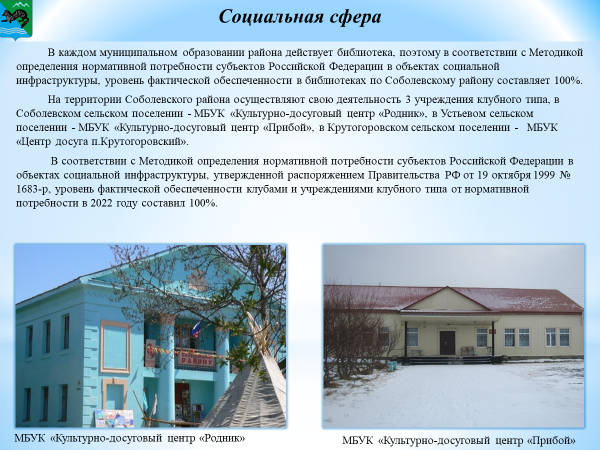 Социальная сфера
В каждом муниципальном образовании района действует библиотека, поэтому в соответствии с Методикой
определения нормативной потребности субъектов Российской Федерации в объектах социальной
инфраструктуры, уровень фактической обеспеченности в библиотеках по Соболевскому району составляет 100%.
На территории Соболевского района осуществляют свою деятельность 3 учреждения клубного типа, в
Соболевском сельском поселении - МБУК «Культурно-досуговый центр «Родник», в Устьевом сельском
поселении - МБУК «Культурно-досуговый центр «Прибой», в Крутогоровском сельском поселении - МБУК
«Центр досуга п.Крутогоровский».
В соответствии с Методикой определения нормативной потребности субъектов Российской Федерации в
объектах социальной инфраструктуры, утвержденной распоряжением Правительства РФ от 19 октября 1999 №
1683-р, уровень фактической обеспеченности клубами и учреждениями клубного типа от нормативной
потребности в 2022 году составил 100%.
МБУК «Культурно-досуговый центр «Родник»
МБУК «Культурно-досуговый центр «Прибой»